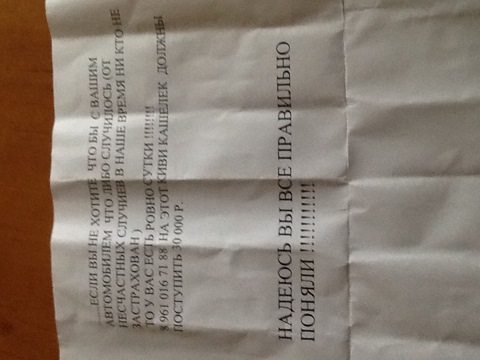 .....ЕСЛИ ВЫ НЕ ХОТИТЕ ЧТО БЫ С ВАШИМ
АВТОМОБИЛЕМ ЧТО ЛИБО СЛУЧИЛОСЬ (ОТ
НЕСЧАСТНЫХ СЛУЧИЕВ В НАШЕ ВРЕМЯ НИ КТО НЕ
ЗАСТРАХОВАН )
ТО У ВАС ЕСТЬ РОВНО СУТКИ !!!!!!!!
8 961 016 71 88 НА ЭТОТ КИВИ КАШЕЛЕК ДОЛЖНЫ
ПОСТУПИТЬ 30 000 Р.
НАДЕЮСЬ ВЫ ВСЕ ПРАВИЛЬНО
ПОНЯЛИ !!!!!!!!!!!